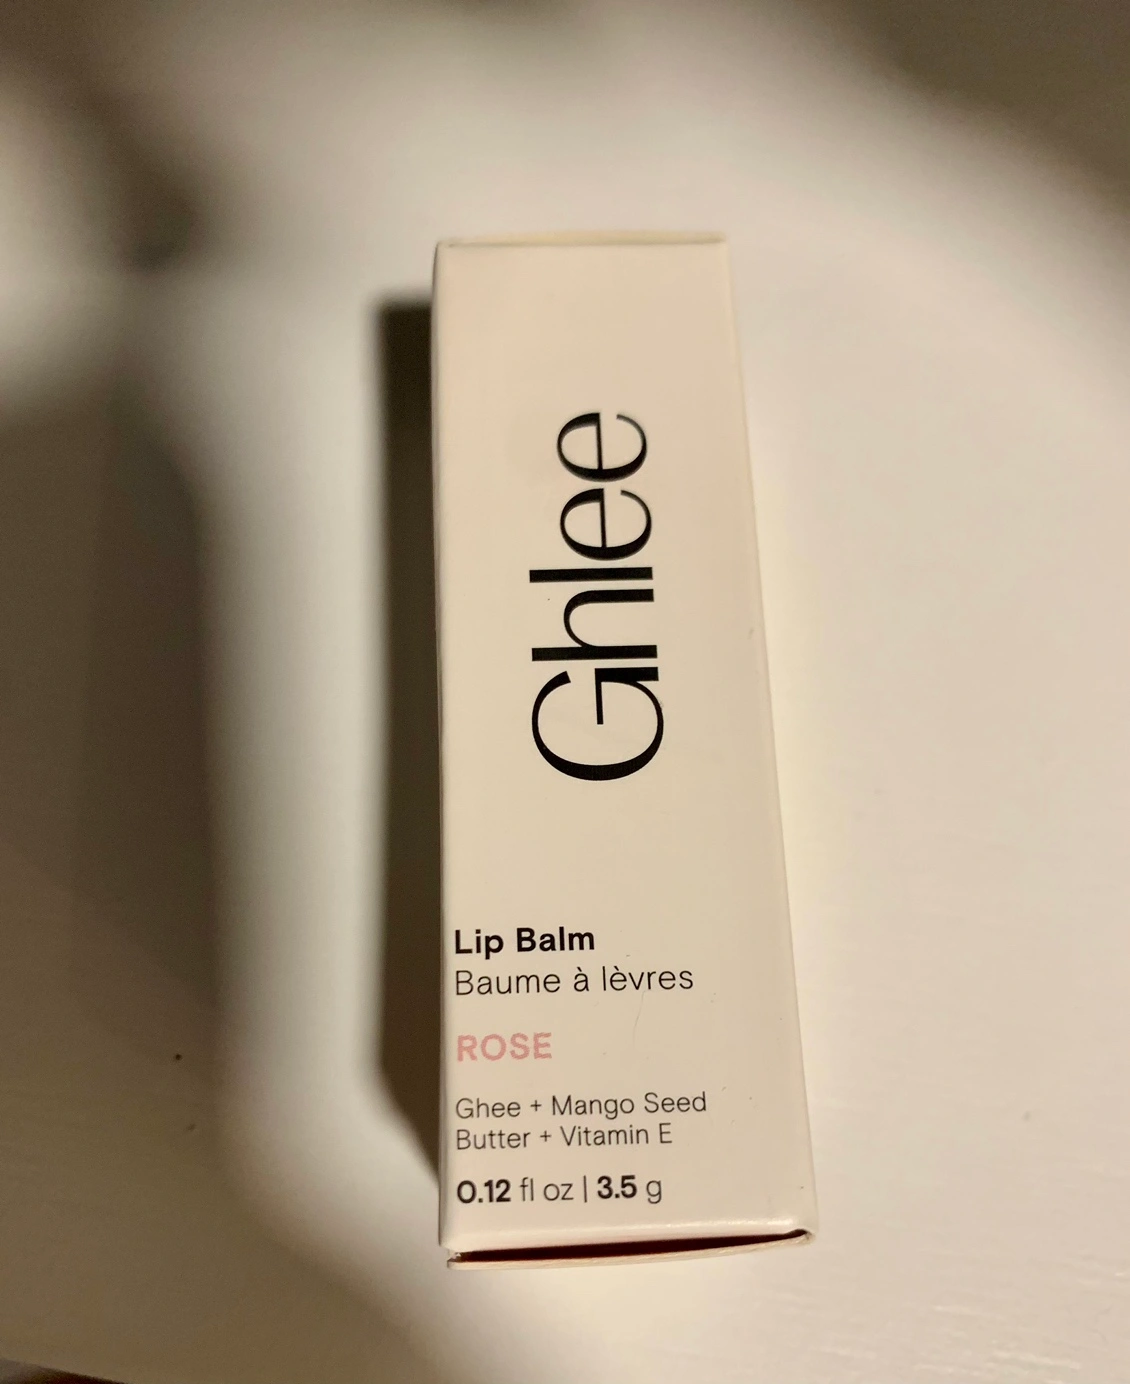 Ghlee
Lip Balm
Baume à lèvres
ROSE
Ghee + Mango Seed
Butter + Vitamin E
0.12 fl oz | 3.5 g